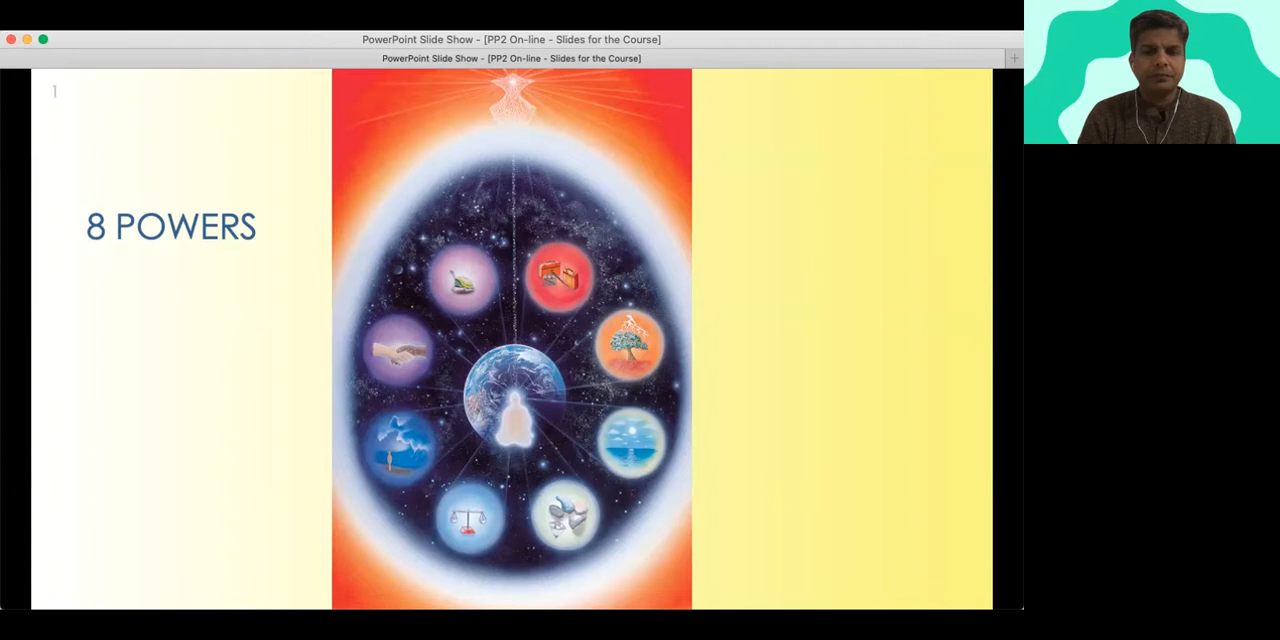 PowerPoint Slide Show - [PP2 On-line - Slides for the Course]
PowerPoint Slide Show - [PP2 On-line - Slides for the Course]
1
8 POWERS